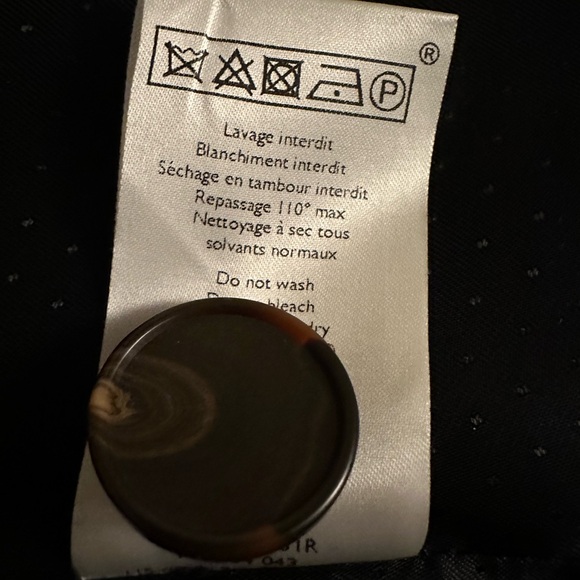 ®
P
Lavage interdit
Blanchiment interdit
Séchage en tambour interdit
Repassage 110° max
Nettoyage à sec tous
solvants normaux
Do not wash
bleach